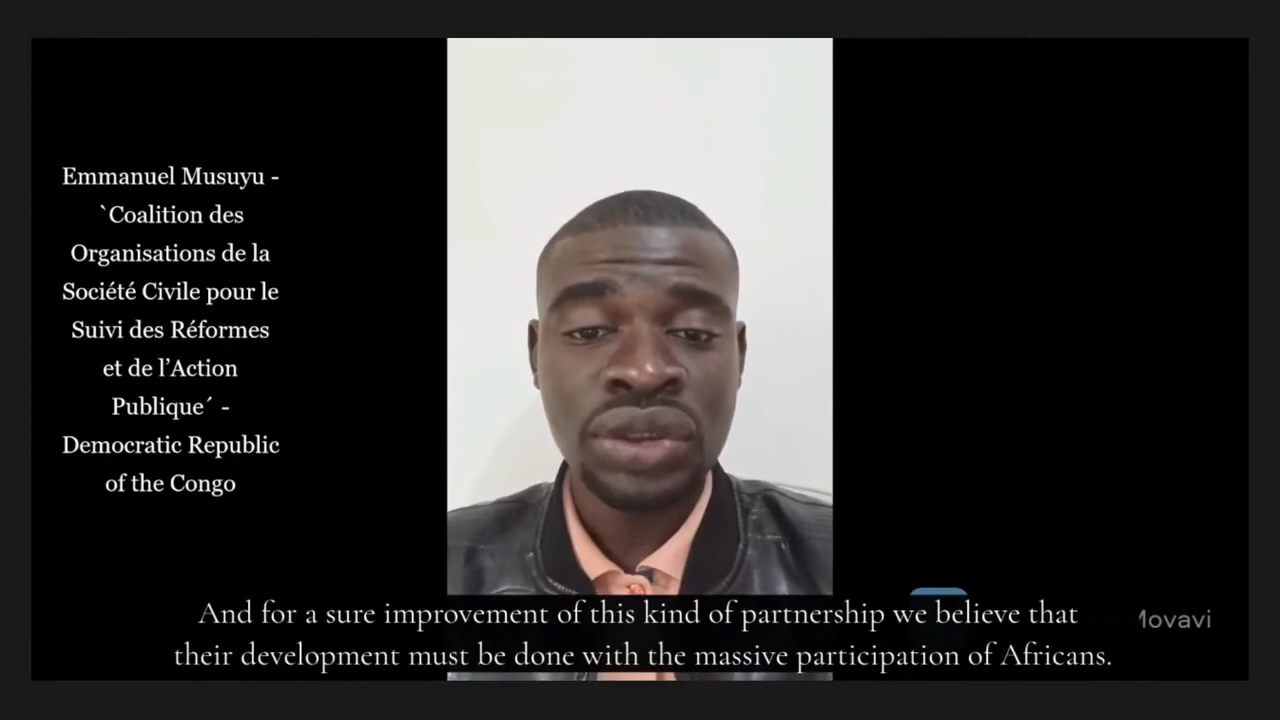 Emmanuel Musuyu -
`Coalition des
Organisations de la
Société Civile pour le
Suivi des Réformes
et de l’Action
Publique´ -
Democratic Republic
of the Congo
And for a sure improvement of this kind of partnership we believe that
their development must be done with the massive participation of Africans.